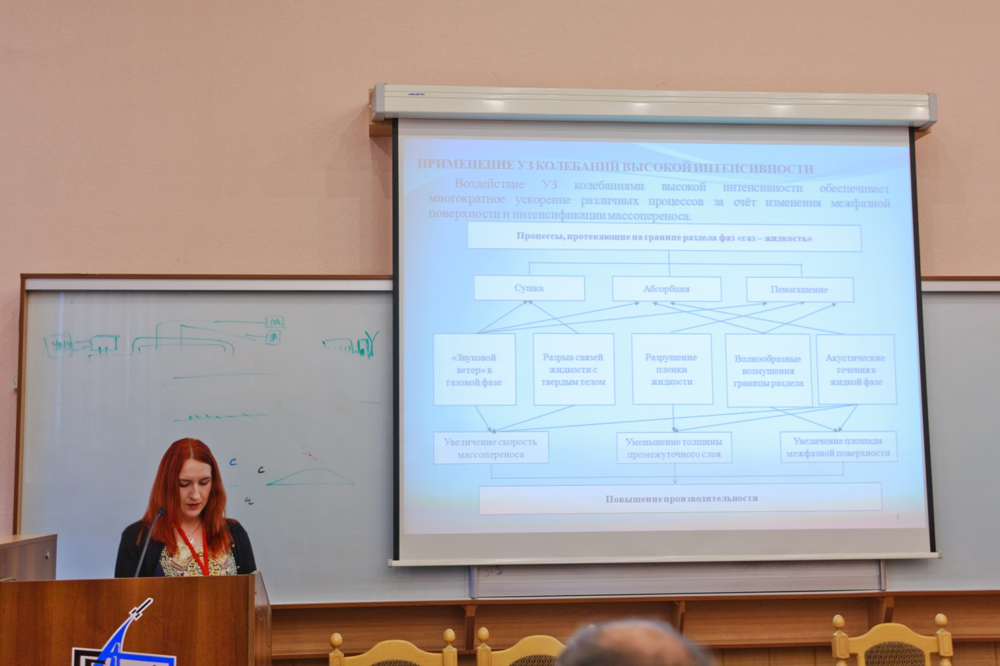 ПРИМЕНЕНИЕ УЗ КОЛЕБАНИЙ ВЫСОКОЙ ИНТЕНСИВНОСТИ
Воздействие УЗ колебаниями высокой интенсивности обеспечивает
многократное ускорение различных процессов за счёт изменения межфазной
поверхности и интенсификации массопереноса.
Процессы, протекающие на границе раздела фаз «газ – жидкость»
Сушка
Абсорбция
Пеногашение
«Звуковой
ветер» в
газовой фазе
Разрыв связей
жидкости с
твердым телом
Разрушение
пленки
жидкости
Волнообразные
возмущения
границы раздела
Акустические
течения в
жидкой фазе
Увеличение скорость
массопереноса
Уменьшение толщины
промежуточного слоя
Увеличение площади
межфазной поверхности
Повышение производительности
4
ПА
c
c